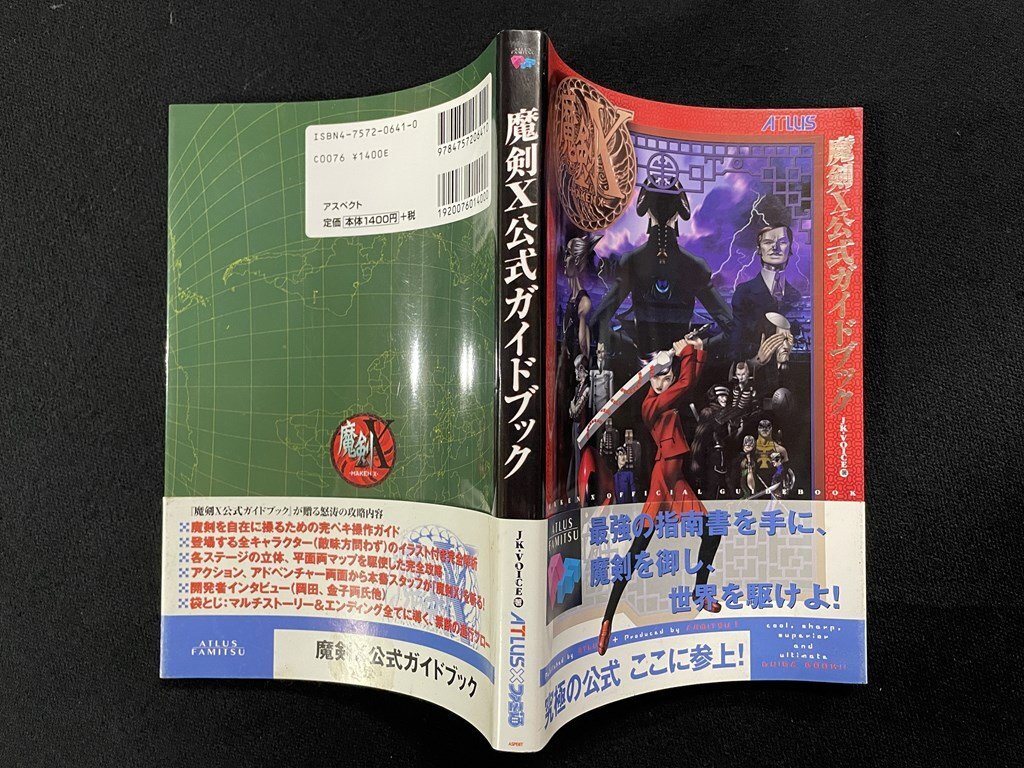 ISBN4-7572-0641-0
C0076 ¥1400E
9784757206410
1920076014000
アスペクト
定価 本体1400円 +税
魔剣X
-MAKEN X-
『魔剣X公式ガイドブック』が贈る怒涛の攻略内容
魔剣を自在に操るための完ペキ操作ガイド
登場する全キャラクター(敵味方問わず)のイラスト付き完全解析
各ステージの立体、平面両マップを駆使した完全攻略
アクション、アドベンチャー両面から本書スタッフが『魔剣X』を斬る!
開発者インタビュー(岡田、金子両氏他)
袋とじ:マルチストーリー&エンディング全てに導く、禁断の進行フロー
ATLUS
FAMITSU
魔剣X公式ガイドブック
魔剣X公式ガイドブック
JK・VOICE 著
ATLUS×ファミ通
ASPECT
魔剣X
ATLUS
魔剣X公式ガイドブック
JK・VOICE 著
MAKEN X OFFICIAL GUIDEBOOK
ATLUS
FAMITSU
最強の指南書を手に、
魔剣を御し、
世界を駆けよ!
+ Produced by
cool, sharp,
superior
and
ultimate
究極の公式 ここに参上!